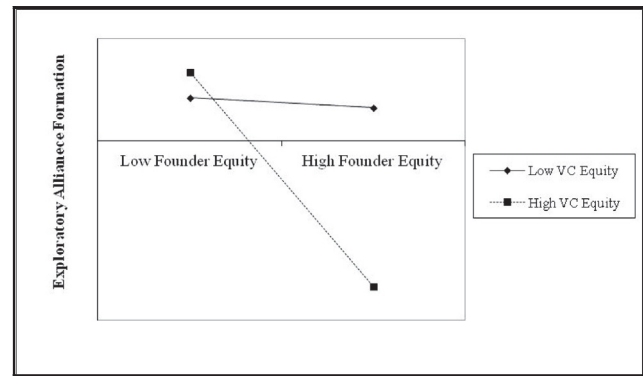 Exploratory Allianece Formation
Low Founder Equity
High Founder Equity
Low VC Equity
High VC Equity